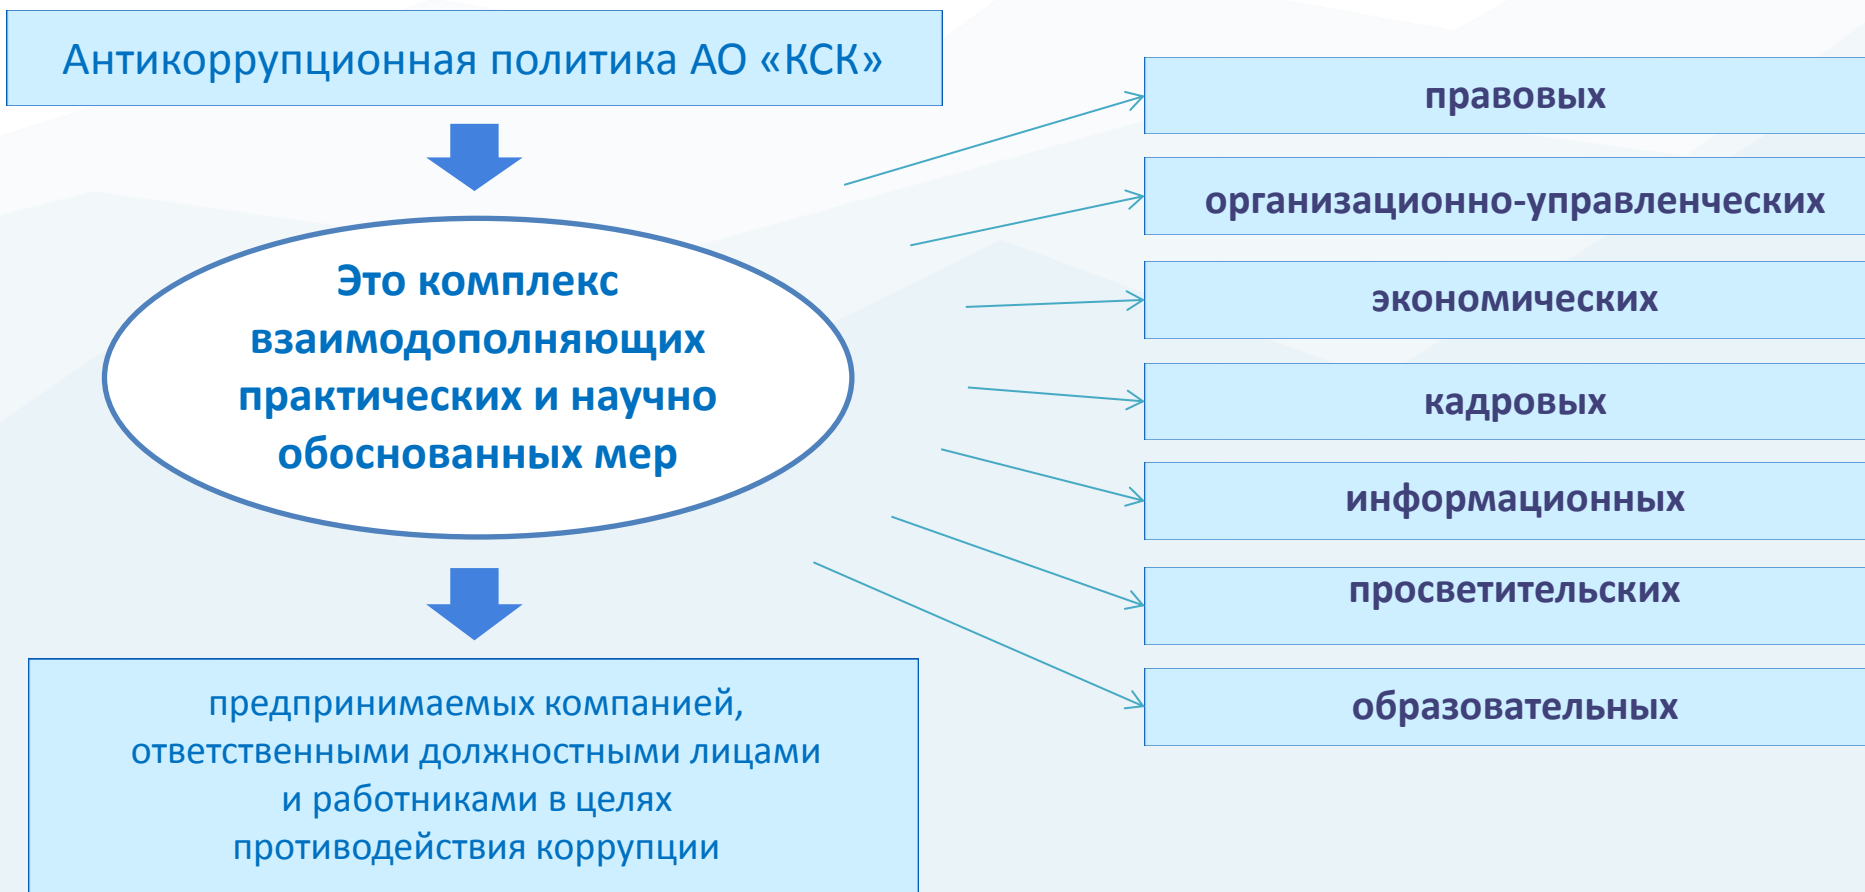 Антикоррупционная политика АО «КСК»
Это комплекс
взаимодополняющих
практических и научно
обоснованных мер
предпринимаемых компанией,
ответственными должностными лицами
и работниками в целях
противодействия коррупции
правовых
организационно-управленческих
экономических
кадровых
информационных
просветительских
образовательных